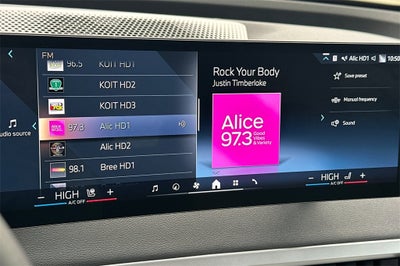 FM
96.5 KOIT HD1
KOIT HD2
KOIT HD3
97.3 Alic HD1
Alic HD2
98.1 Bree HD1
udio source
Rock Your Body
Justin Timberlake
Alice
97.3
Good
Vibes
& Variety
Alic HD1 10:50
Save preset
Manual frequency
Sound
- HIGH +
A/C OFF
- HIGH +
A/C OFF